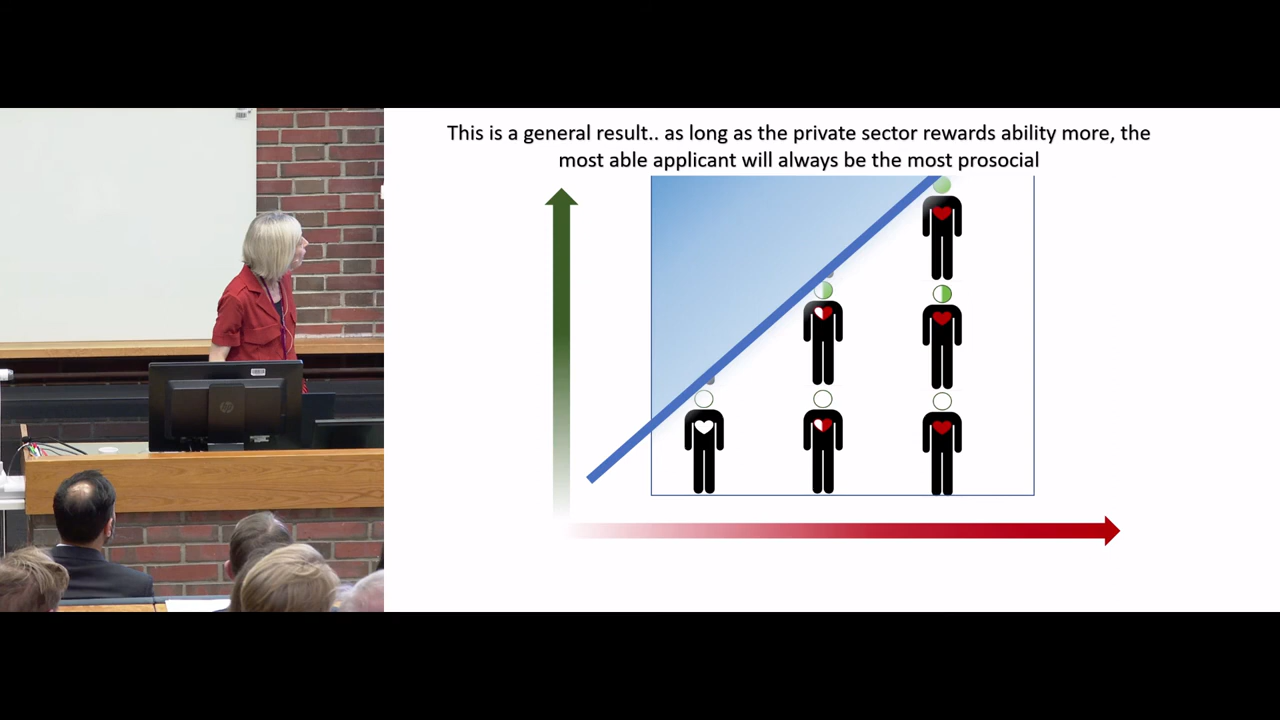 This is a general result.. as long as the private sector rewards ability more, the
most able applicant will always be the most prosocial